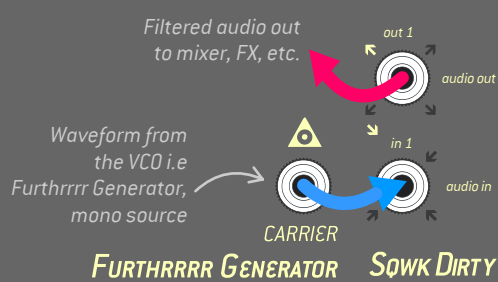 Filtered audio out
to mixer, FX, etc.
out 1
audio out
Waveform from
the VCO i.e
Furthrrrr Generator,
mono source
in 1
audio in
CARRIER
FURTHRRRR GENERATOR
SQWK DIRTY